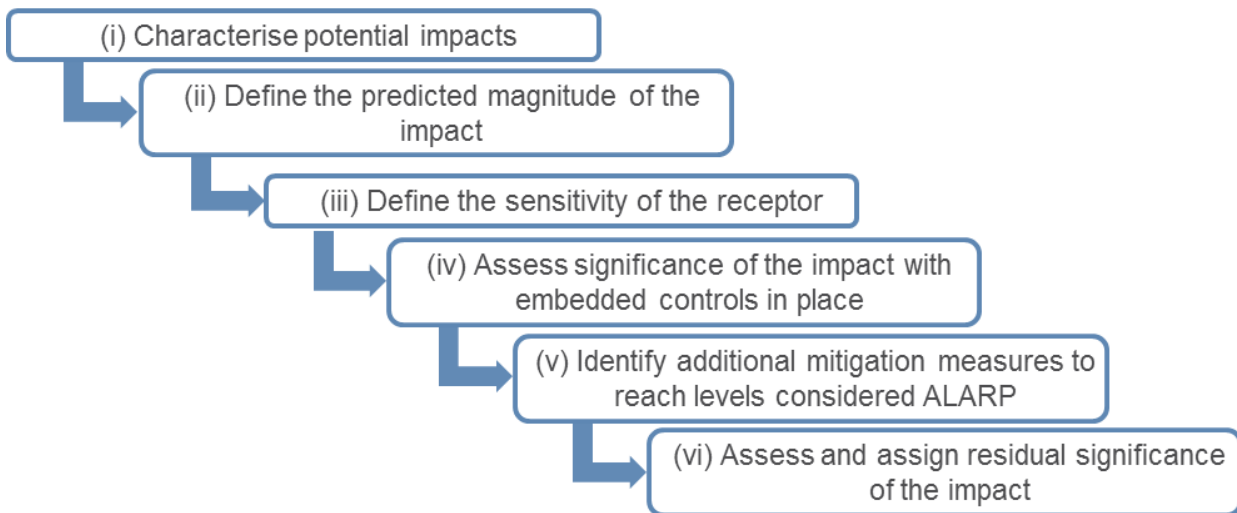 (i) Characterise potential impacts
(ii) Define the predicted magnitude of the
impact
(iii) Define the sensitivity of the receptor
(iv) Assess significance of the impact with
embedded controls in place
(v) Identify additional mitigation measures to
reach levels considered ALARP
(vi) Assess and assign residual significance
of the impact